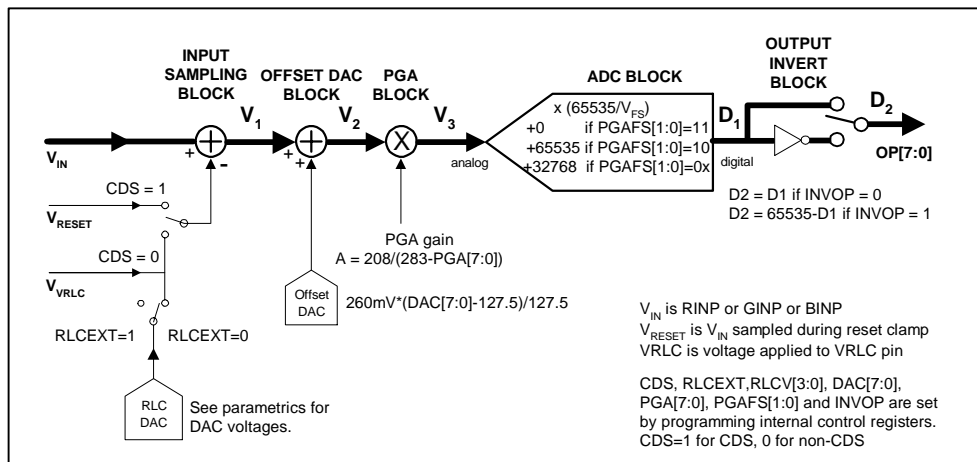 INPUT
SAMPLING
BLOCK
OFFSET DAC
BLOCK
PGA
BLOCK
ADC BLOCK
OUTPUT
INVERT
BLOCK
V1
V2
V3
x (65535/VFS)
+0 if PGAFS[1:0]=11
+65535 if PGAFS[1:0]=10
+32768 if PGAFS[1:0]=0x
D1
D2
VIN
+
-
+
+
X
analog
digital
OP[7:0]
CDS = 1
VRESET
CDS = 0
VVRLC
RLCEXT=1
RLCEXT=0
D2 = D1 if INVOP = 0
D2 = 65535-D1 if INVOP = 1
PGA gain
A = 208/(283-PGA[7:0])
Offset
DAC
260mV*(DAC[7:0]-127.5)/127.5
RLC
DAC
See parametrics for
DAC voltages.
VIN is RINP or GINP or BINP
VRESET is VIN sampled during reset clamp
VRLC is voltage applied to VRLC pin
CDS, RLCEXT,RLCV[3:0], DAC[7:0],
PGA[7:0], PGAFS[1:0] and INVOP are set
by programming internal control registers.
CDS=1 for CDS, 0 for non-CDS